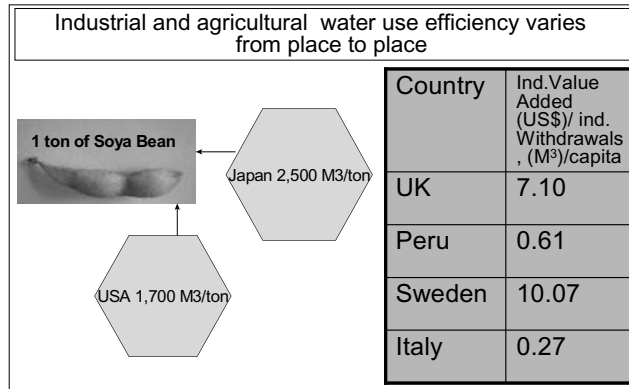 Industrial and agricultural water use efficiency varies
from place to place
1 ton of Soya Bean
Japan 2,500 M3/ton
USA 1,700 M3/ton
Country
Ind.Value
Added
(US$)/ ind.
Withdrawals
, (M³)/capita
UK
7.10
Peru
0.61
Sweden
10.07
Italy
0.27